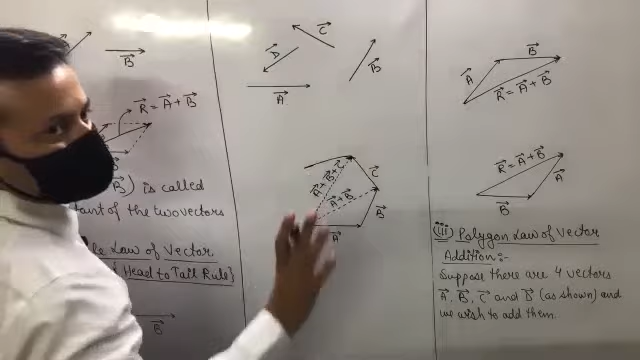 B⃗
R⃗ = A⃗ + B⃗
B⃗) is called
tant of the two vectors
le Law of Vector
Head to Tail Rule}
B⃗
C⃗
D⃗
B⃗
A⃗
A⃗+B⃗+C⃗
C⃗
A⃗+B⃗
B⃗
A⃗
B⃗
A⃗
R⃗ = A⃗ + B⃗
R⃗ = A⃗ + B⃗
A⃗
B⃗
(iii) Polygon Law of Vector
Addition:-
Suppose there are 4 vectors
A⃗, B⃗, C⃗ and D⃗ (as shown) and
we wish to add them.